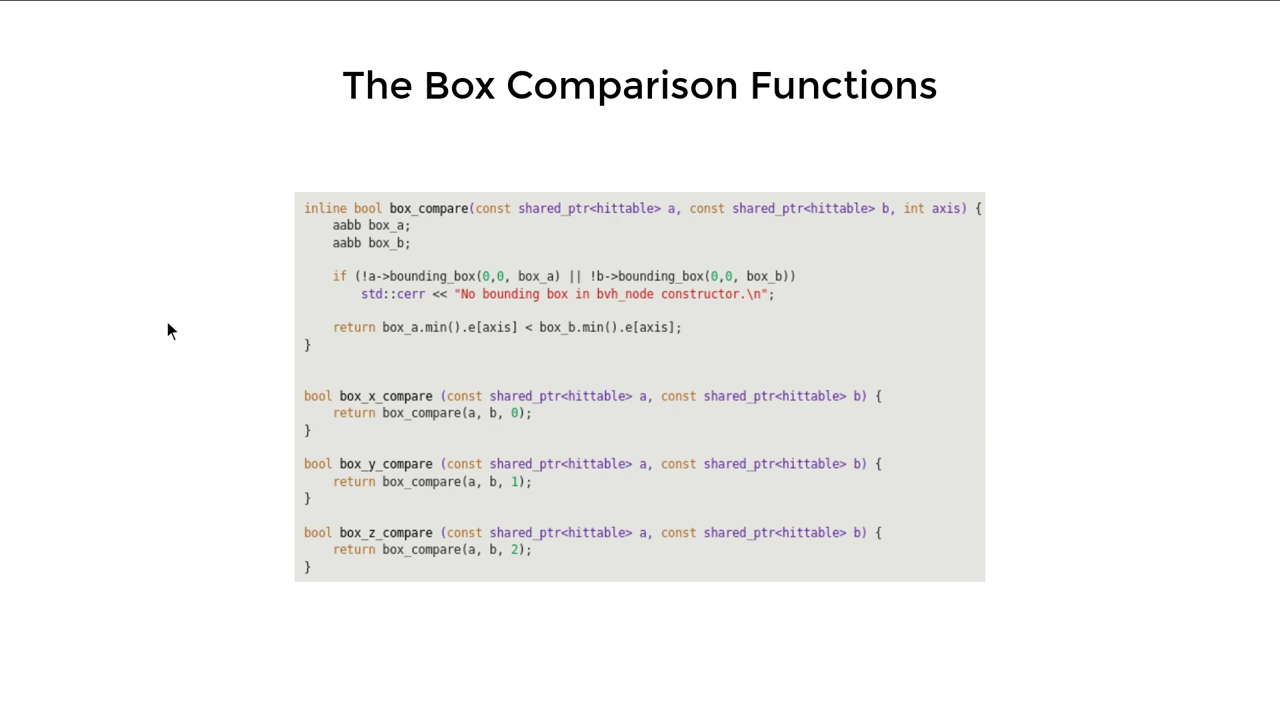 The Box Comparison Functions
inline bool box_compare(const shared_ptr<hittable> a, const shared_ptr<hittable> b, int axis) {
    aabb box_a;
    aabb box_b;
    if (!a->bounding_box(0,0, box_a) || !b->bounding_box(0,0, box_b))
        std::cerr << "No bounding box in bvh_node constructor.\n";
    return box_a.min().e[axis] < box_b.min().e[axis];
}
bool box_x_compare (const shared_ptr<hittable> a, const shared_ptr<hittable> b) {
    return box_compare(a, b, 0);
}
bool box_y_compare (const shared_ptr<hittable> a, const shared_ptr<hittable> b) {
    return box_compare(a, b, 1);
}
bool box_z_compare (const shared_ptr<hittable> a, const shared_ptr<hittable> b) {
    return box_compare(a, b, 2);
}